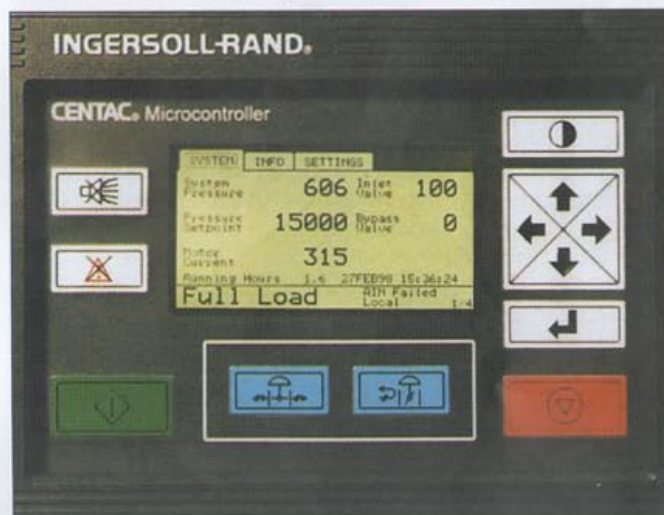 INGERSOLL-RAND®
CENTAC® Microcontroller
SYSTEM INFO SETTINGS
System Pressure 606 Inlet Valve 100
Pressure Setpoint 15000 Bypass Valve 0
Motor Current 315
Running Hours 1.6 27FEB98 15:36:24
Full Load AIN Failed
Local 1/4